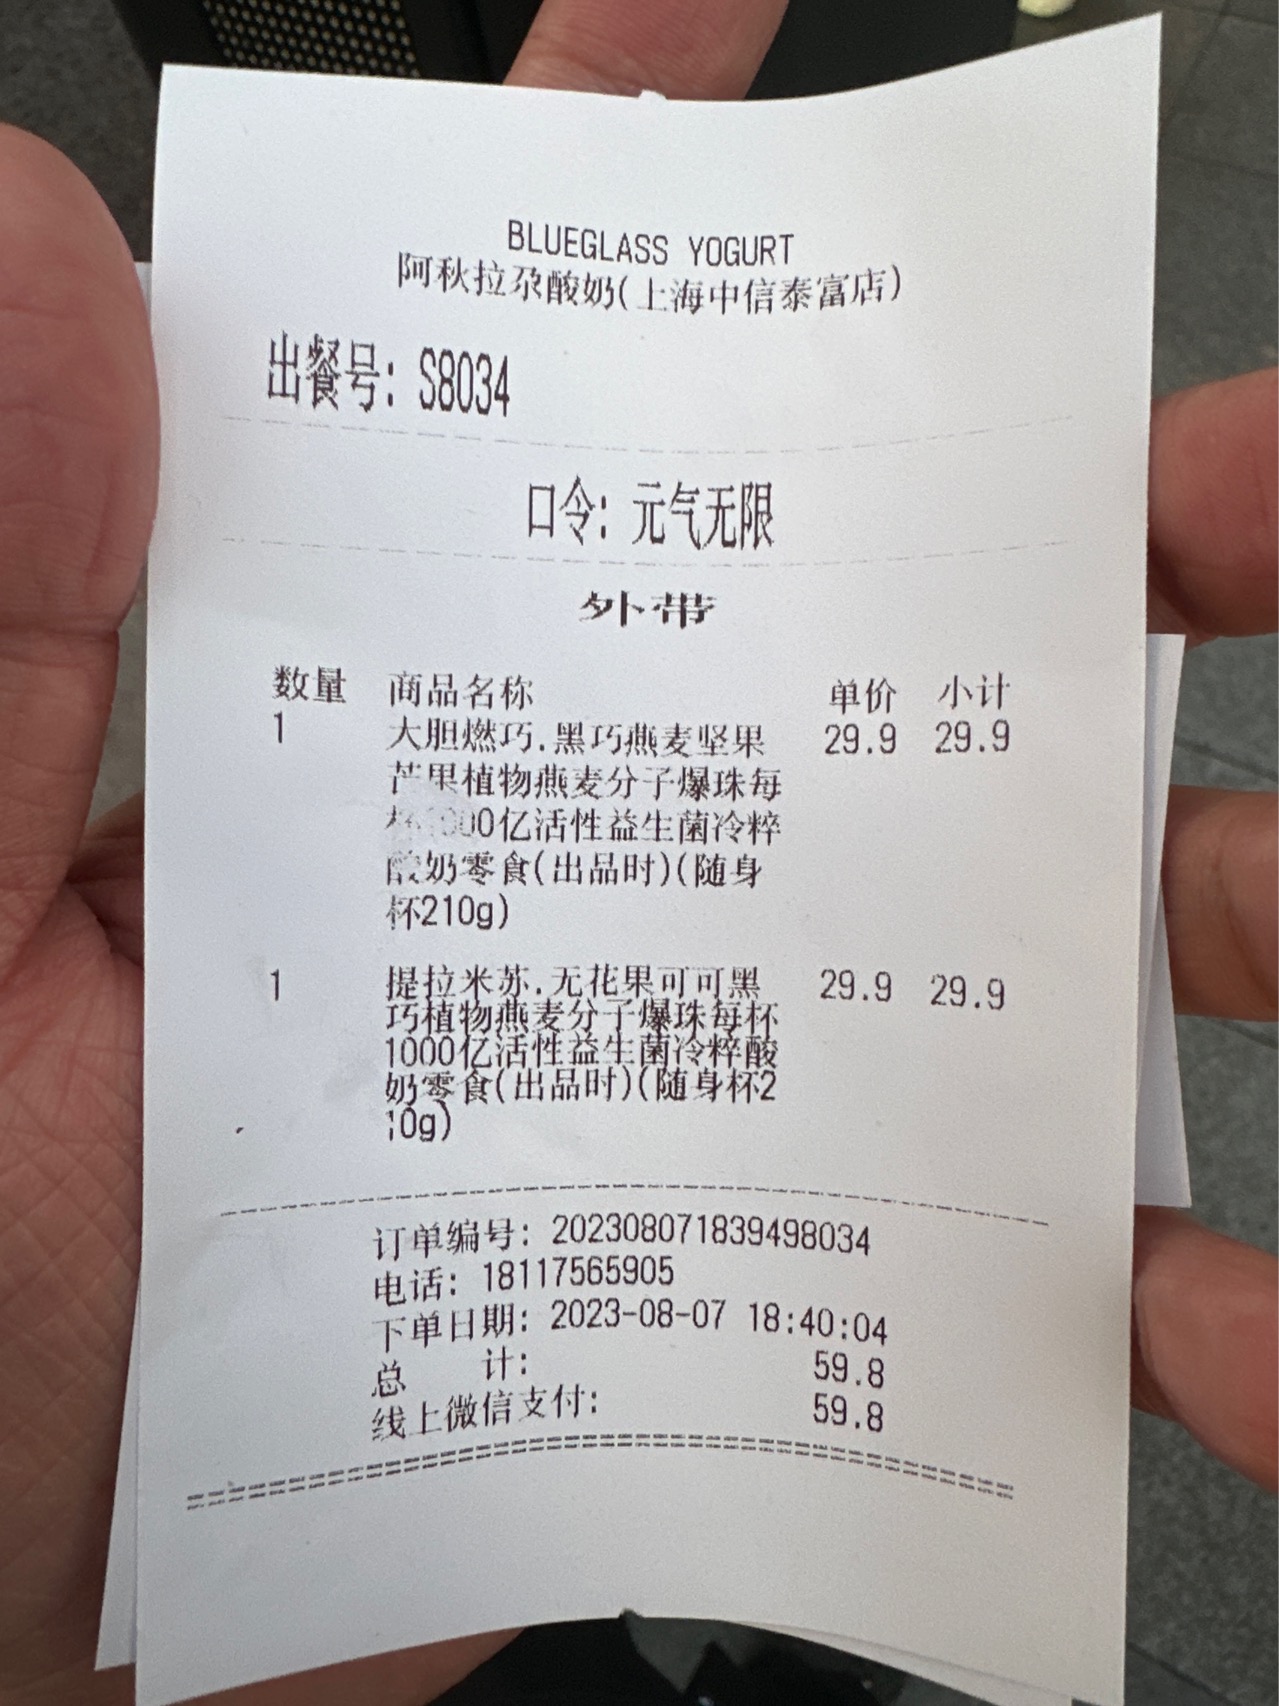 BLUEGLASS YOGURT
阿秋拉尕酸奶(上海中信泰富店)
出餐号: S8034
口令: 元气无限
外带
数量 商品名称 单价 小计
1 大胆燃巧.黑巧燕麦坚果 29.9 29.9
芒果植物燕麦分子爆珠每
杯1000亿活性益生菌冷粹
酸奶零食(出品时)(随身
杯210g)
1 提拉米苏.无花果可可黑 29.9 29.9
巧植物燕麦分子爆珠每杯
1000亿活性益生菌冷粹酸
奶零食(出品时)(随身杯2
10g)
订单编号: 202308071839498034
电话: 18117565905
下单日期: 2023-08-07 18:40:04
总 计: 59.8
线上微信支付: 59.8